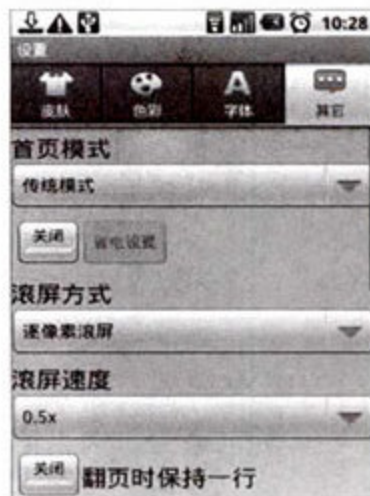 10:28
设置
皮肤 色彩 字体 其它
首页模式
传统模式
关闭 省电设置
滚屏方式
逐像素滚屏
滚屏速度
0.5x
关闭 翻页时保持一行